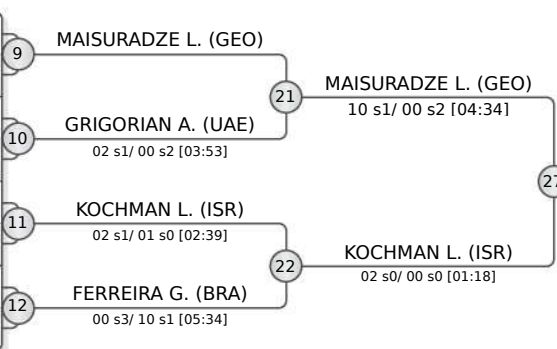 9
MAISURADZE L. (GEO)
21
MAISURADZE L. (GEO)
10 s1/ 00 s2 [04:34]
10
GRIGORIAN A. (UAE)
02 s1/ 00 s2 [03:53]
27
11
KOCHMAN L. (ISR)
02 s1/ 01 s0 [02:39]
22
KOCHMAN L. (ISR)
02 s0/ 00 s0 [01:18]
12
FERREIRA G. (BRA)
00 s3/ 10 s1 [05:34]